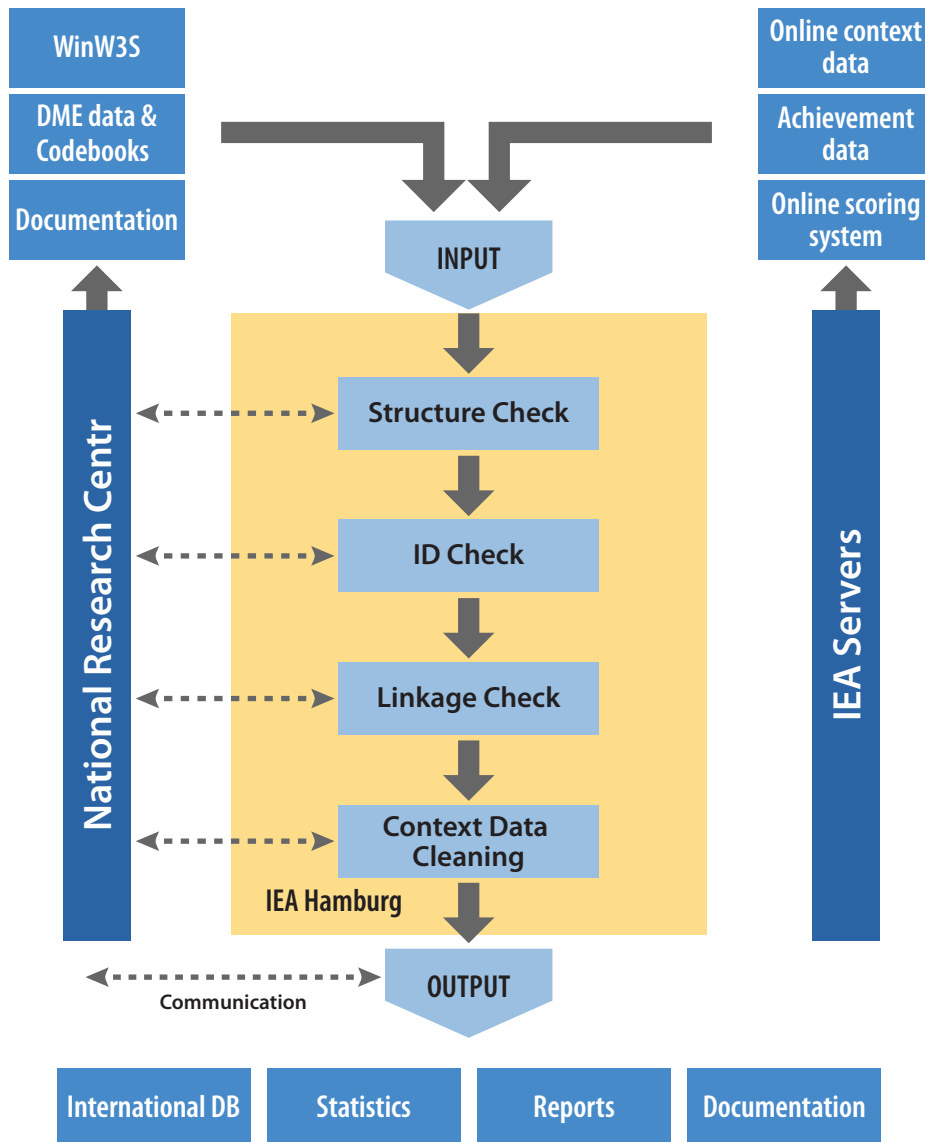 WinW3S
DME data &
Codebooks
Documentation
Online context
data
Achievement
data
Online scoring
system
INPUT
Structure Check
ID Check
Linkage Check
Context Data
Cleaning
IEA Hamburg
National Research Centr
IEA Servers
OUTPUT
Communication
International DB
Statistics
Reports
Documentation